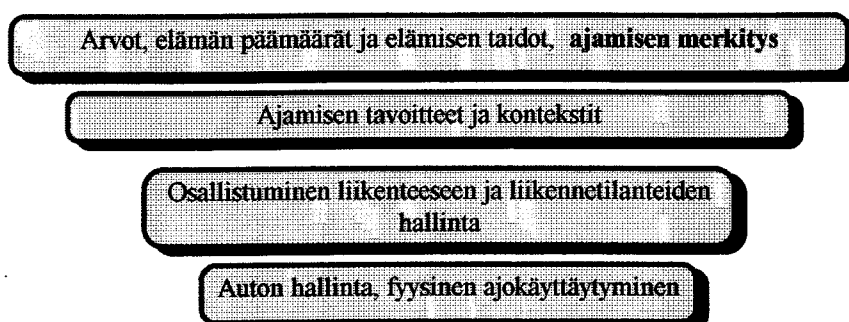 Arvot, elämän päämäärät ja elämisen taidot, ajamisen merkitys
Ajamisen tavoitteet ja kontekstit
Osallistuminen liikenteeseen ja liikennetilanteiden
hallinta
Auton hallinta, fyysinen ajokäyttäytyminen